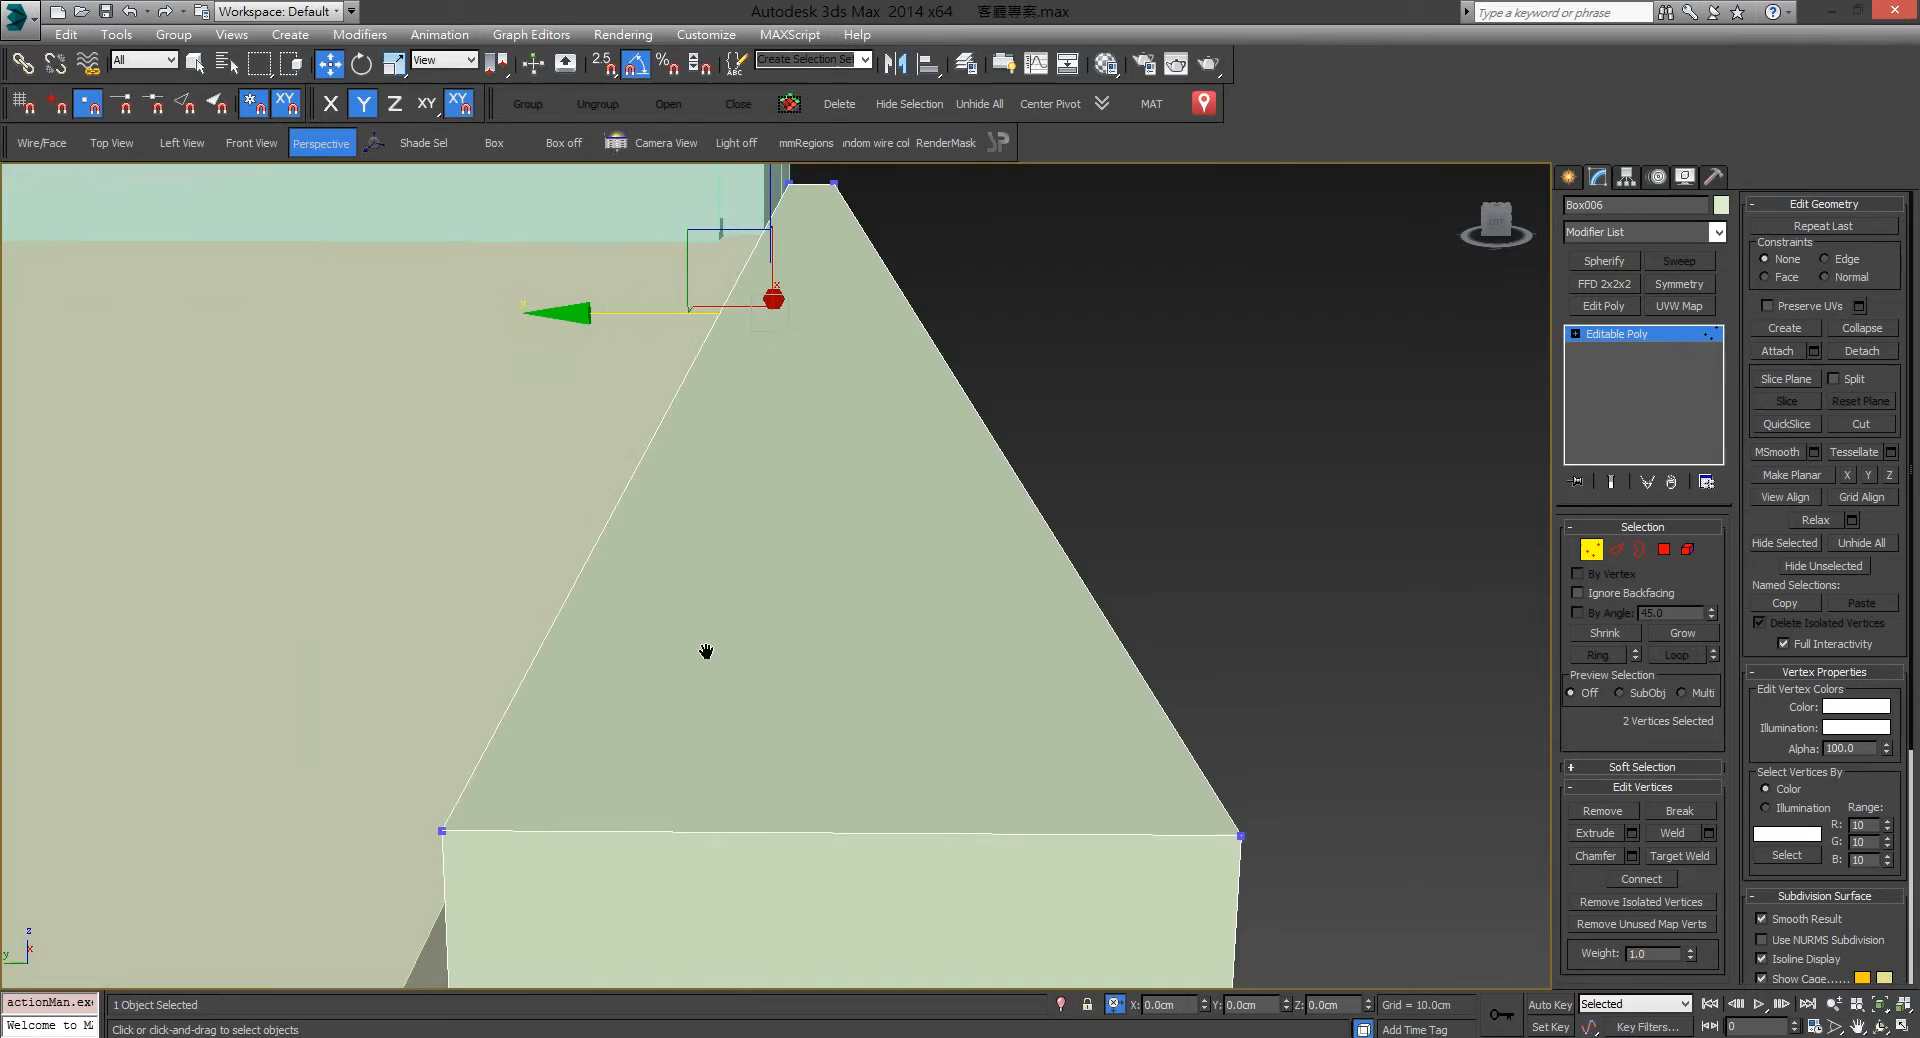 Workspace: Default
Autodesk 3ds Max 2014 x64 客廳專案.max
Type a keyword or phrase
Edit Tools Group Views Create Modifiers Animation Graph Editors Rendering Customize MAXScript Help
All View 2.5 % ABC Create Selection Set
XY X Y Z XY XY Group Ungroup Open Close Delete Hide Selection Unhide All Center Pivot MAT
Wire/Face Top View Left View Front View Perspective Shade Sel Box Box off Camera View Light off mmRegions andom wire col RenderMask SP
LEFT
y
x
z
y x
Box006
Modifier List
Spherify Sweep
FFD 2x2x2 Symmetry
Edit Poly UVW Map
+ Editable Poly
- Selection
By Vertex
Ignore Backfacing
By Angle: 45.0
Shrink Grow
Ring Loop
Preview Selection
Off SubObj Multi
2 Vertices Selected
+ Soft Selection
- Edit Vertices
Remove Break
Extrude Weld
Chamfer Target Weld
Connect
Remove Isolated Vertices
Remove Unused Map Verts
Weight: 1.0
- Edit Geometry
Repeat Last
Constraints
None Edge
Face Normal
Preserve UVs
Create Collapse
Attach Detach
Slice Plane Split
Slice Reset Plane
QuickSlice Cut
MSmooth Tessellate
Make Planar X Y Z
View Align Grid Align
Relax
Hide Selected Unhide All
Hide Unselected
Named Selections:
Copy Paste
Delete Isolated Vertices
Full Interactivity
- Vertex Properties
Edit Vertex Colors
Color:
Illumination:
Alpha: 100.0
Select Vertices By
Color
Illumination Range:
R: 10
G: 10
Select B: 10
- Subdivision Surface
Smooth Result
Use NURMS Subdivision
Isoline Display
Show Cage......
actionMan.exe 1 Object Selected X: 0.0cm Y: 0.0cm Z: 0.0cm Grid = 10.0cm Auto Key Selected
Welcome to MA Click or click-and-drag to select objects Add Time Tag Set Key Key Filters... 0